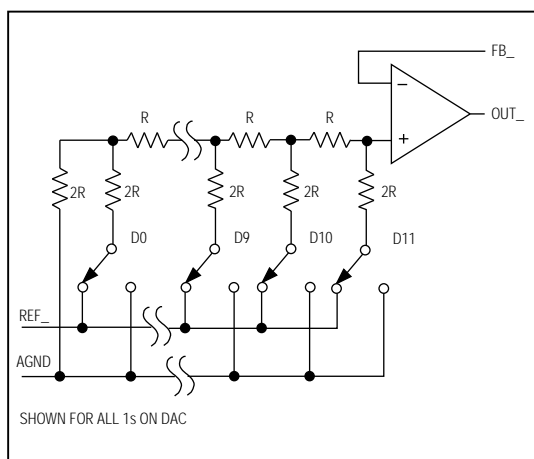 FB_
R
R
R
OUT_
−
+
2R
2R
2R
2R
2R
D0
D9
D10
D11
REF_
AGND
SHOWN FOR ALL 1s ON DAC